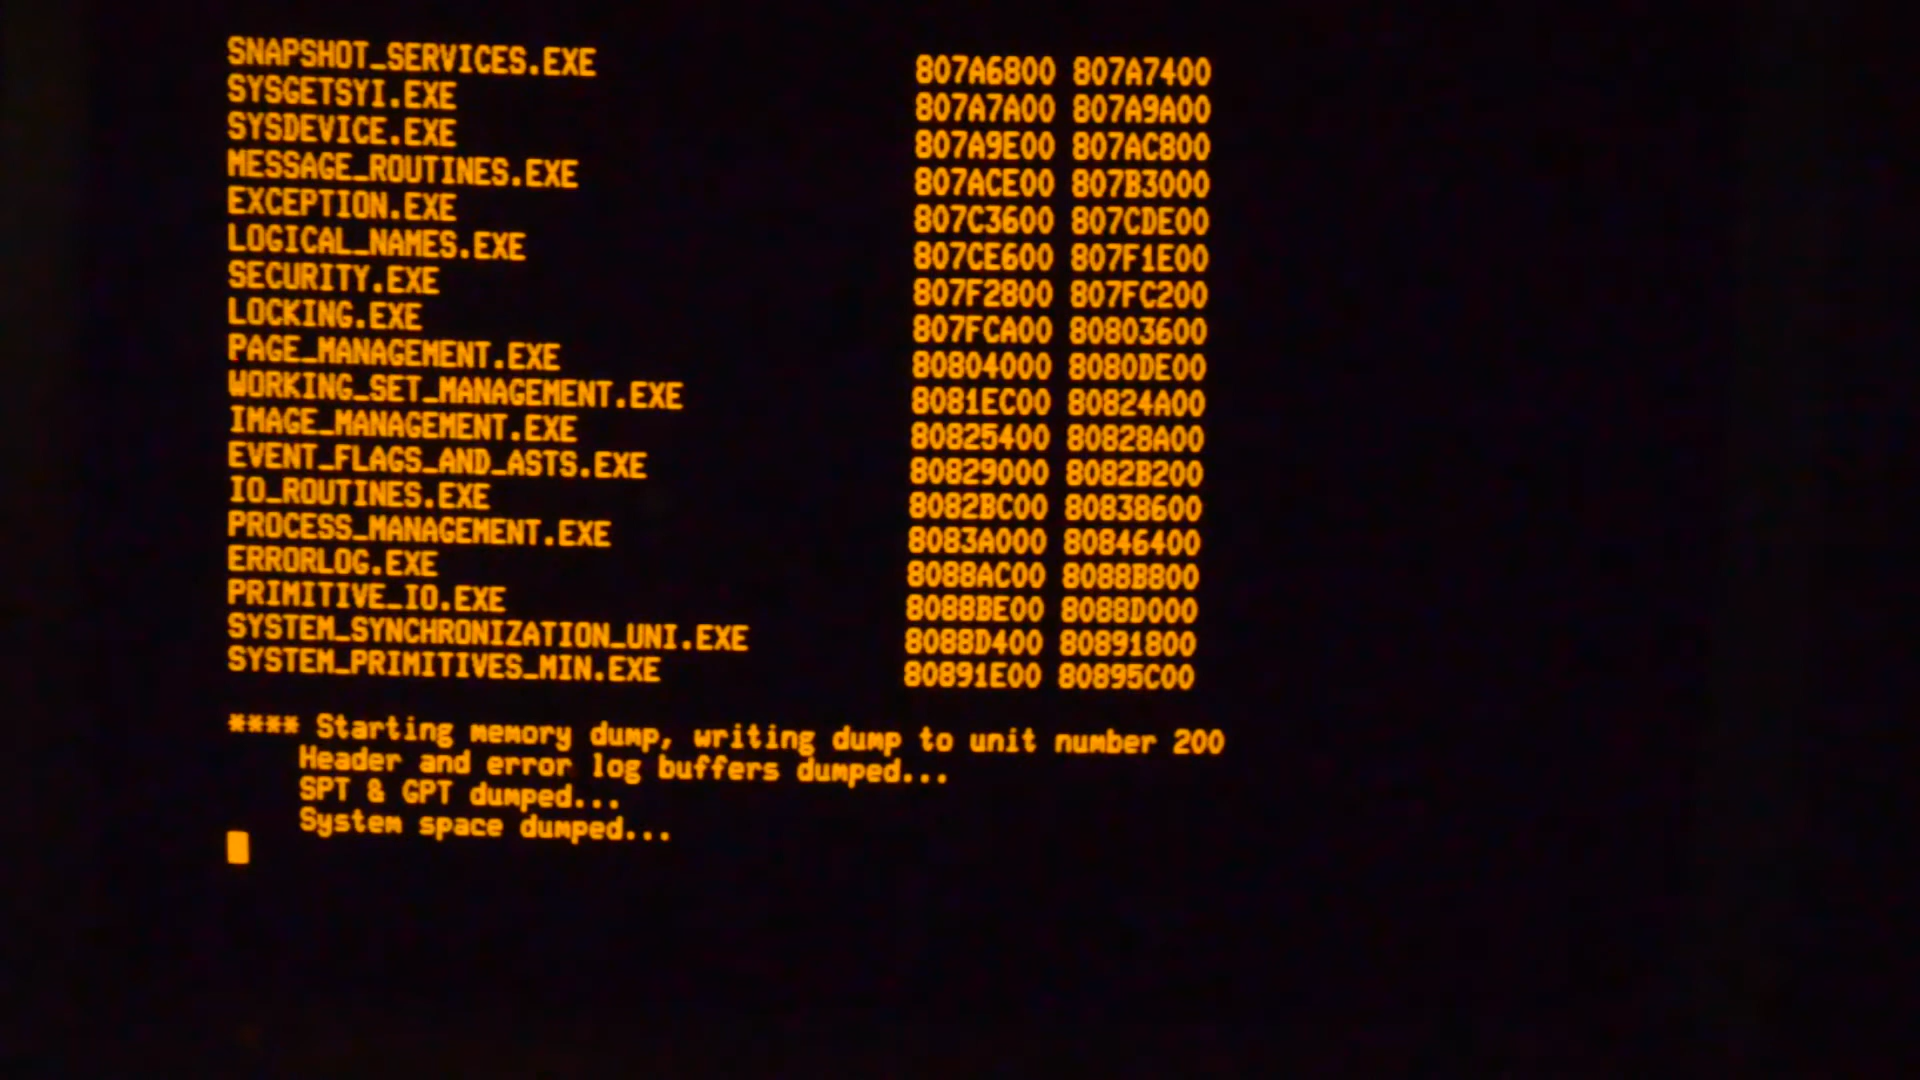 SNAPSHOT_SERVICES.EXE 807A6800 807A7400
SYSGETSYI.EXE 807A7A00 807A9A00
SYSDEVICE.EXE 807A9E00 807AC800
MESSAGE_ROUTINES.EXE 807ACE00 807B3000
EXCEPTION.EXE 807C3600 807CDE00
LOGICAL_NAMES.EXE 807CE600 807F1E00
SECURITY.EXE 807F2800 807FC200
LOCKING.EXE 807FCA00 80803600
PAGE_MANAGEMENT.EXE 80804000 8080DE00
WORKING_SET_MANAGEMENT.EXE 8081EC00 80824A00
IMAGE_MANAGEMENT.EXE 80825400 80828A00
EVENT_FLAGS_AND_ASTS.EXE 80829000 8082B200
IO_ROUTINES.EXE 8082BC00 80838600
PROCESS_MANAGEMENT.EXE 8083A000 80846400
ERRORLOG.EXE 8088AC00 8088B800
PRIMITIVE_IO.EXE 8088BE00 8088D000
SYSTEM_SYNCHRONIZATION_UNI.EXE 8088D400 80891800
SYSTEM_PRIMITIVES_MIN.EXE 80891E00 80895C00
**** Starting memory dump, writing dump to unit number 200
Header and error log buffers dumped...
SPT & GPT dumped...
System space dumped...